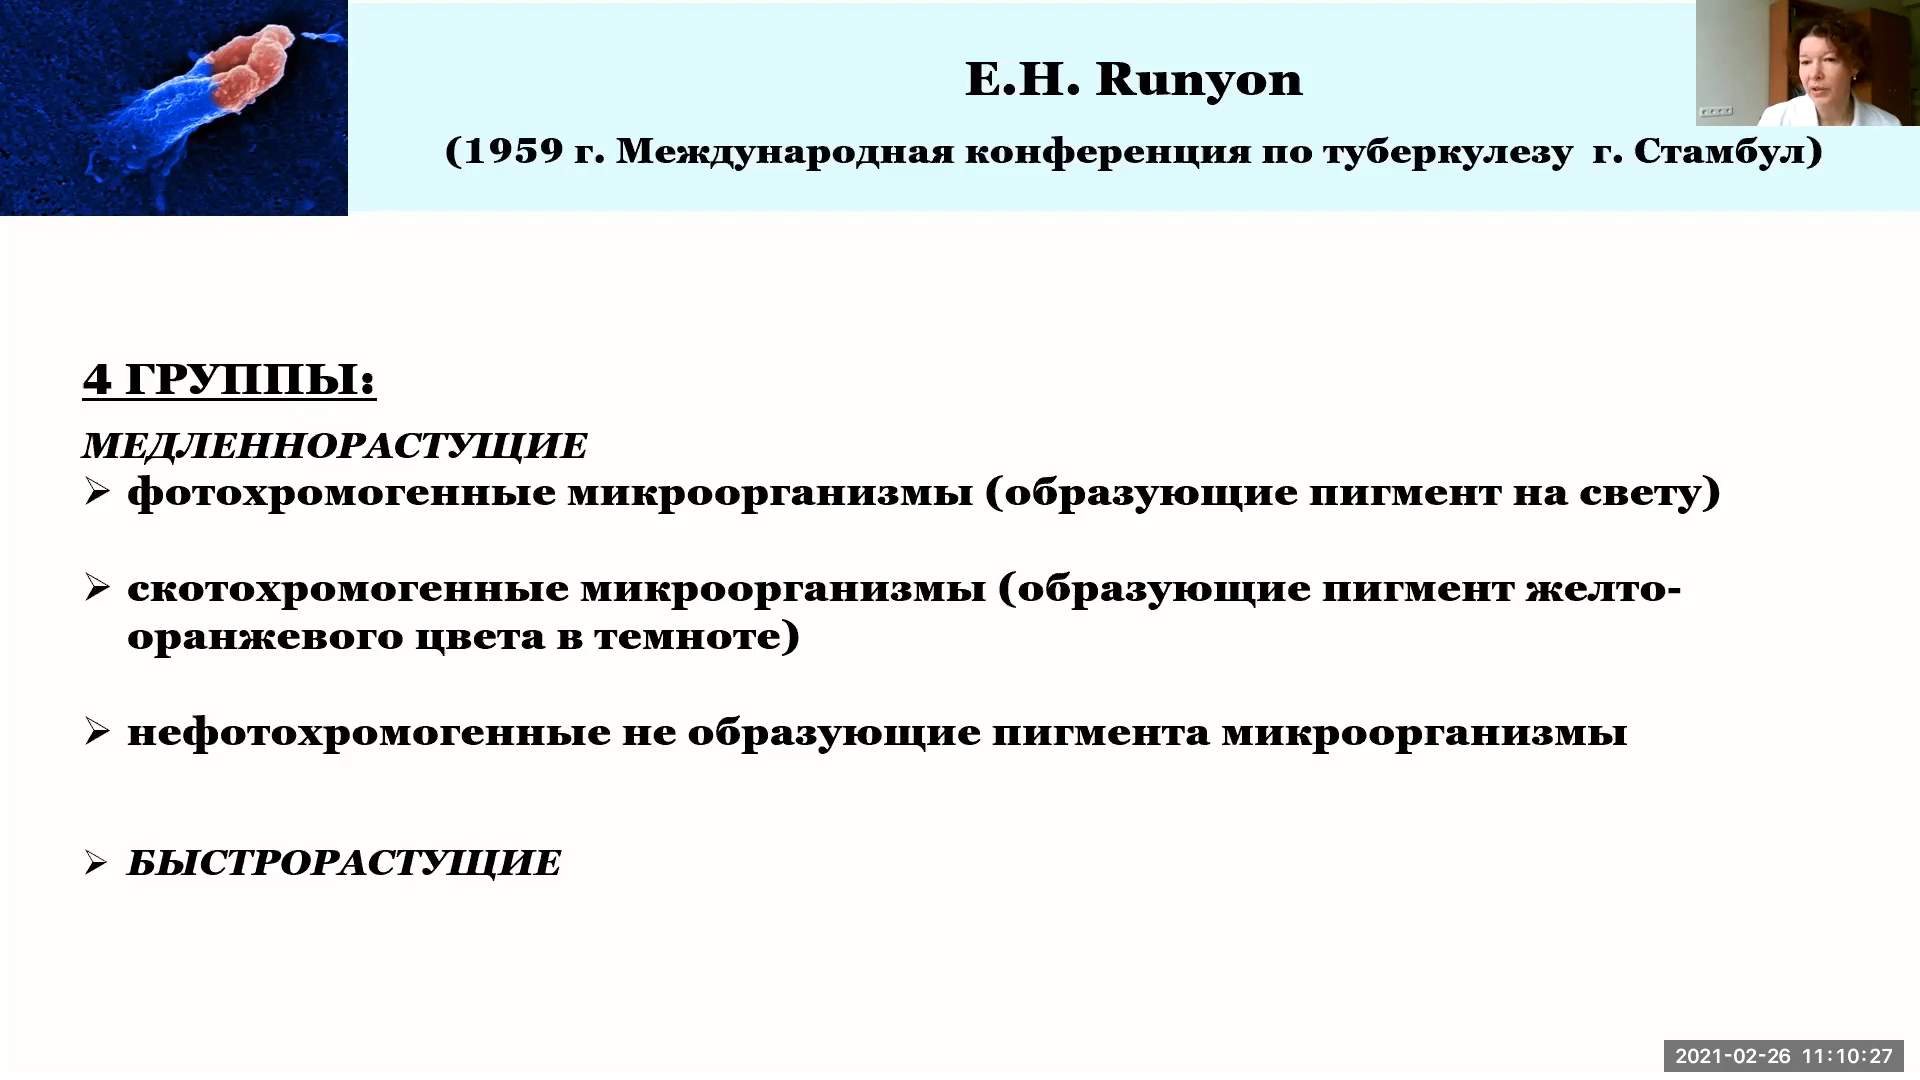 E.H. Runyon
(1959 г. Международная конференция по туберкулезу г. Стамбул)
4 ГРУППЫ:
МЕДЛЕННОРАСТУЩИЕ
➢ фотохромогенные микроорганизмы (образующие пигмент на свету)
➢ скотохромогенные микроорганизмы (образующие пигмент желто-
оранжевого цвета в темноте)
➢ нефотохромогенные не образующие пигмента микроорганизмы
➢ БЫСТРОРАСТУЩИЕ
2021-02-26 11:10:27